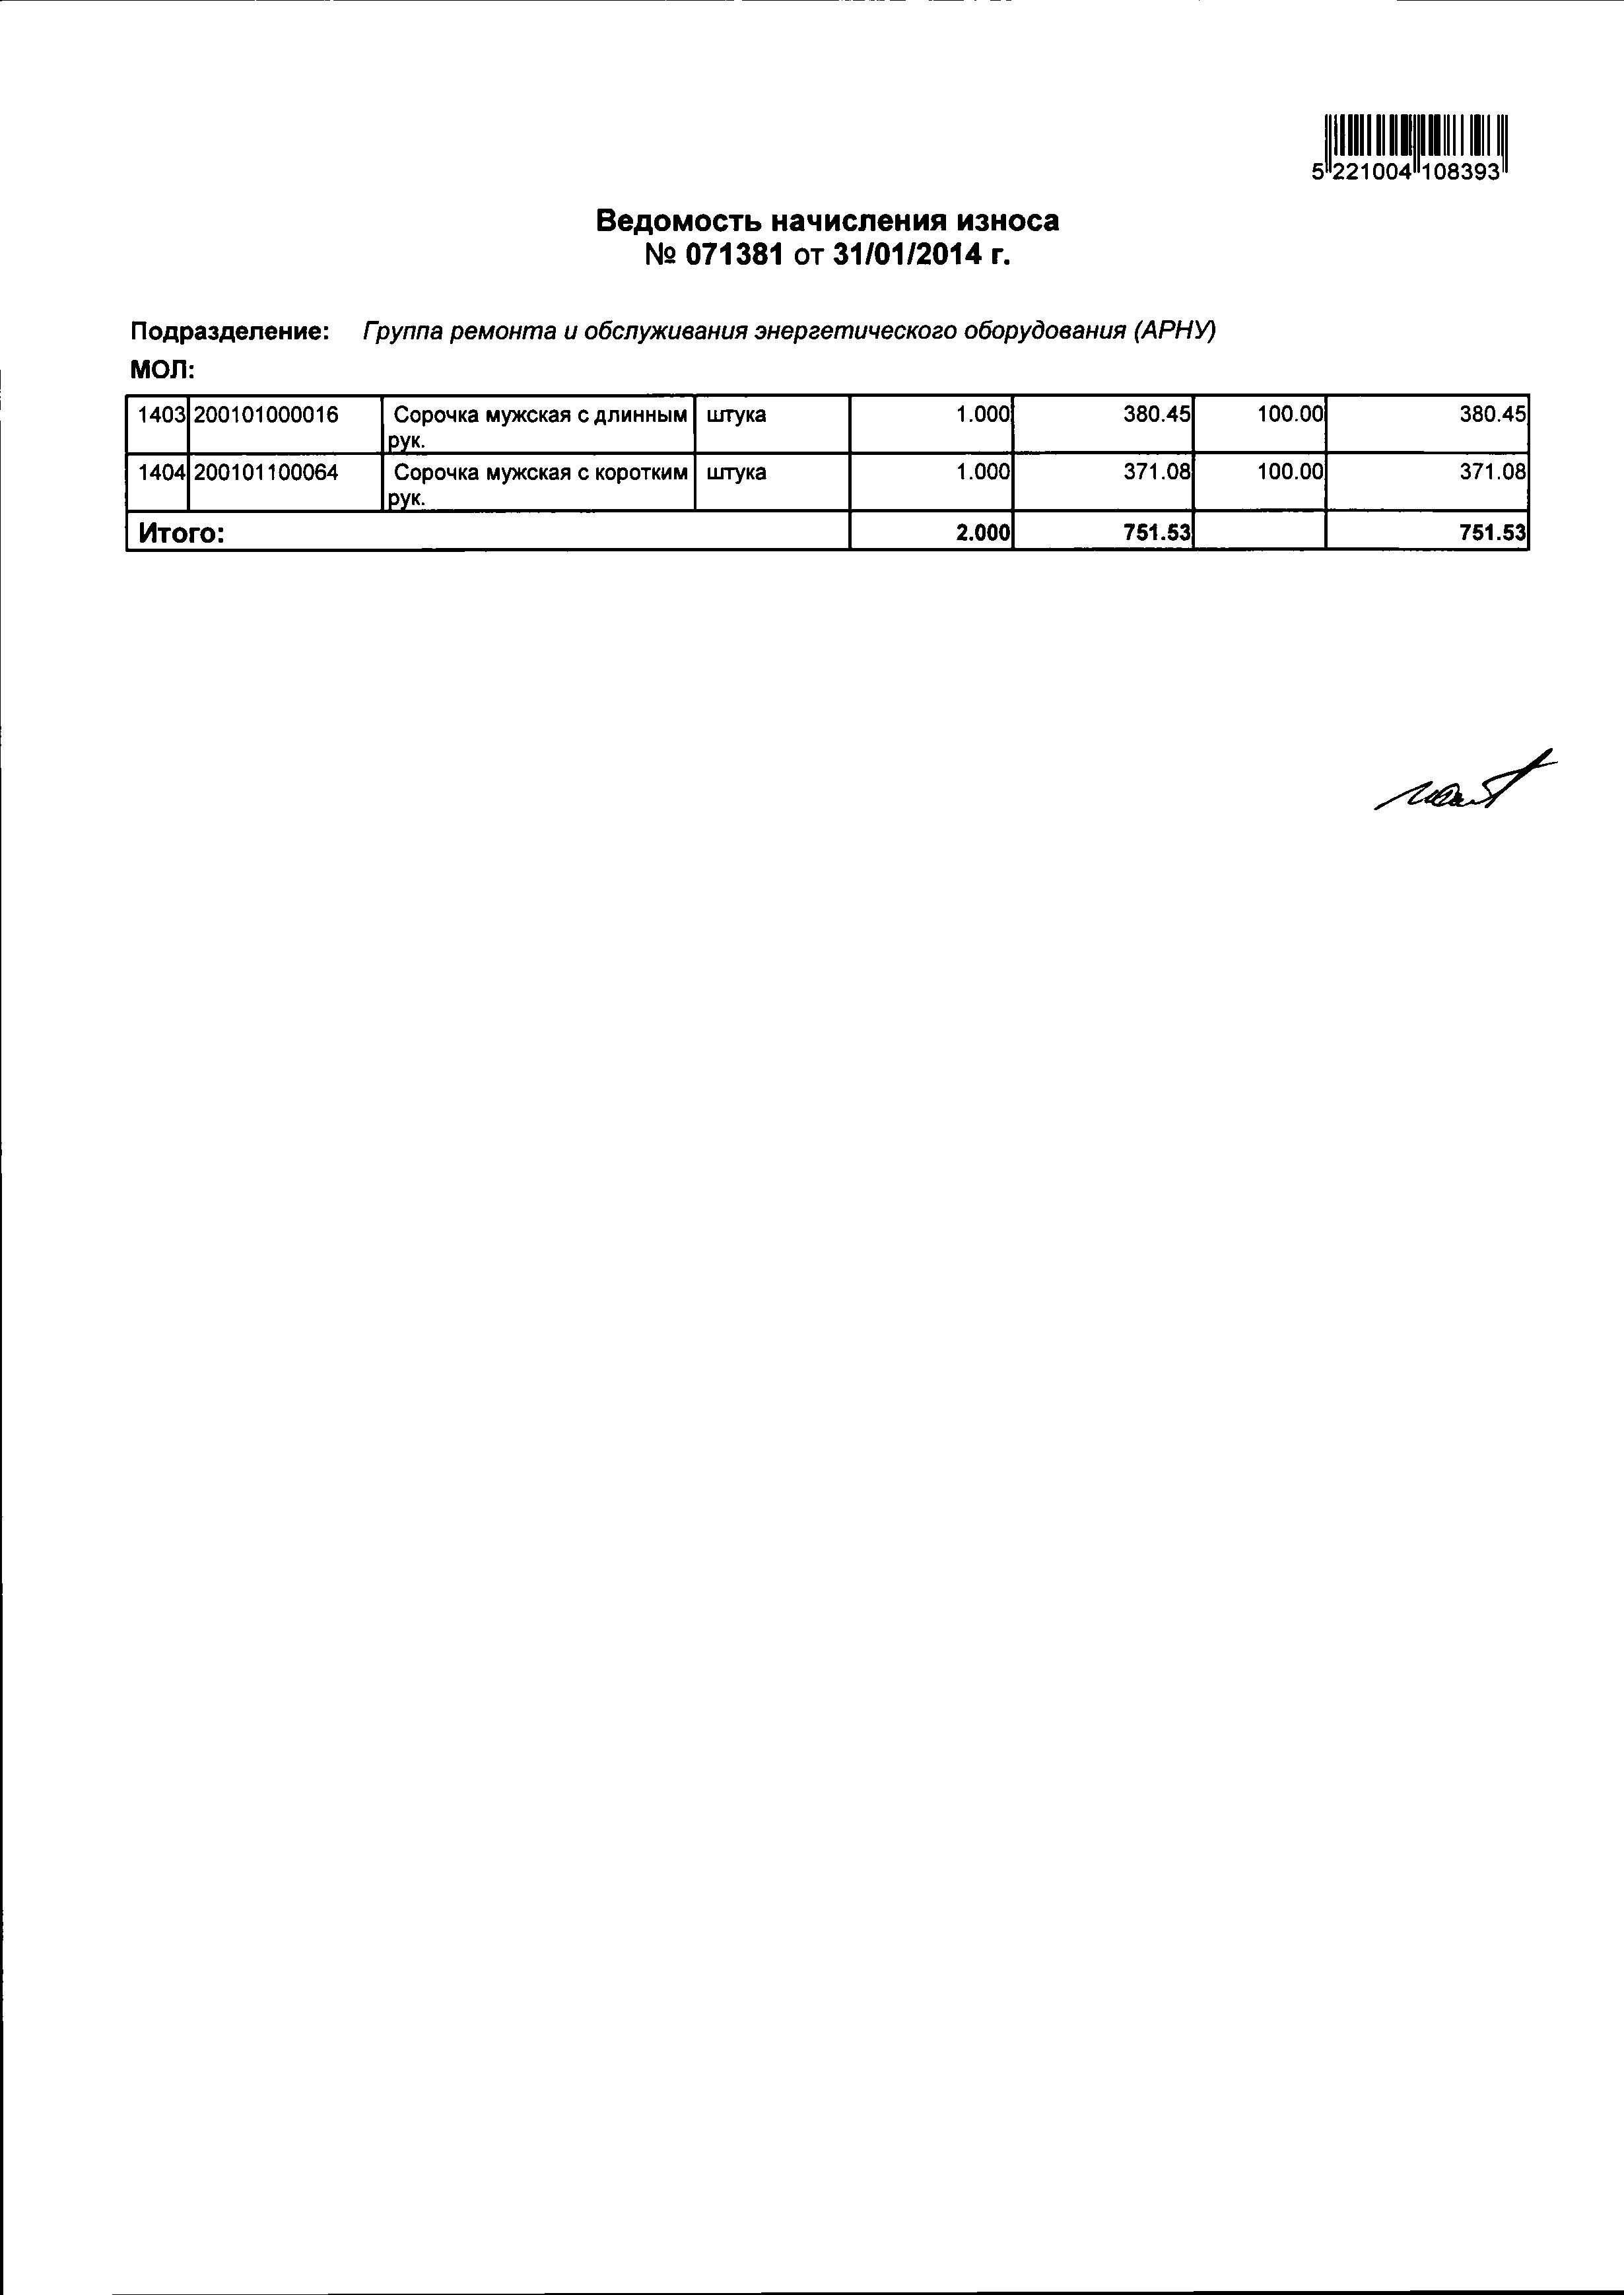 5 221004 108393
Ведомость начисления износа
№ 071381 от 31/01/2014 г.
Подразделение: Группа ремонта и обслуживания энергетического оборудования (АРНУ)
МОЛ:
1403 200101000016 Сорочка мужская с длинным штука 1.000 380.45 100.00 380.45
рук.
1404 200101100064 Сорочка мужская с коротким штука 1.000 371.08 100.00 371.08
рук.
Итого: 2.000 751.53 751.53